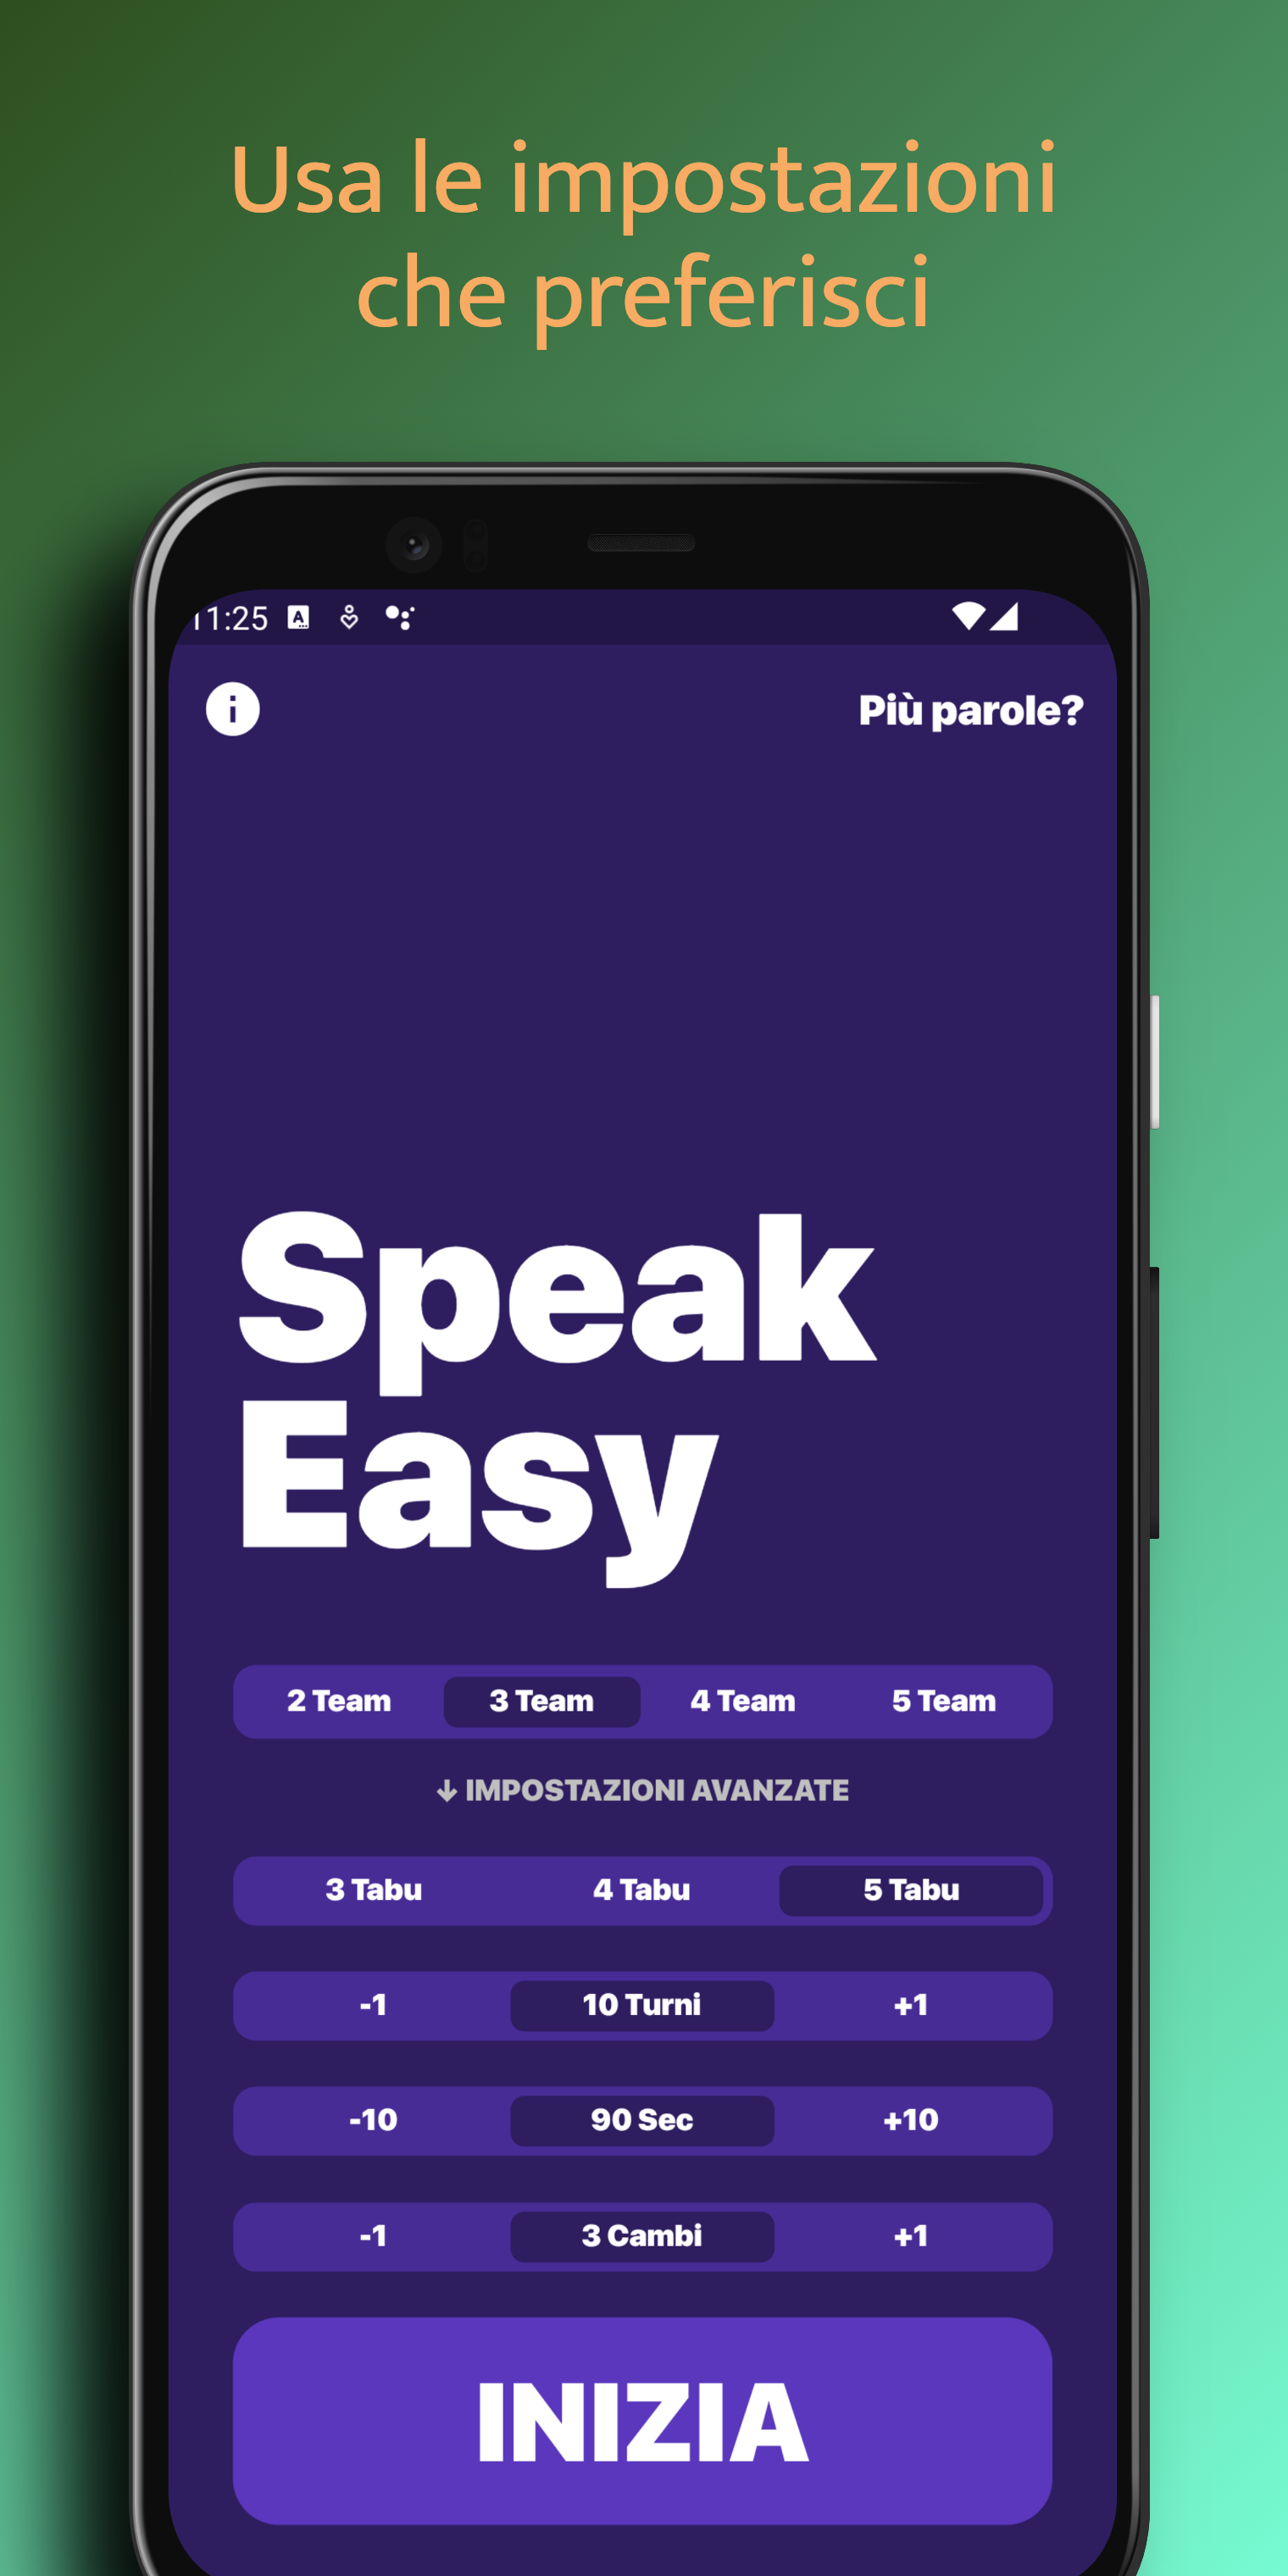 Usa le impostazioni
che preferisci
11:25
Più parole?
Speak
Easy
2 Team 3 Team 4 Team 5 Team
↓ IMPOSTAZIONI AVANZATE
3 Tabu 4 Tabu 5 Tabu
-1 10 Turni +1
-10 90 Sec +10
-1 3 Cambi +1
INIZIA